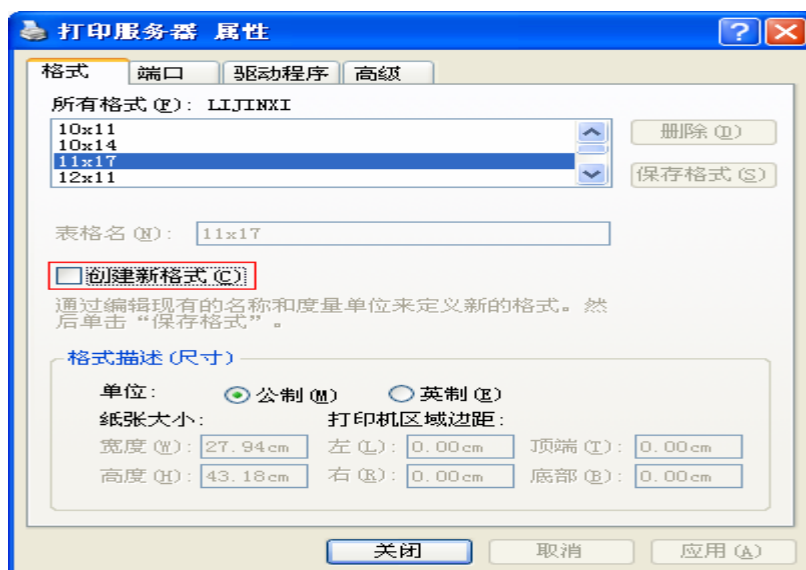 打印服务器 属性
格式 端口 驱动程序 高级
所有格式(F): LIJINXI
10x11
10x14
11x17
12x11
删除(D)
保存格式(S)
表格名(N): 11x17
创建新格式(C)
通过编辑现有的名称和度量单位来定义新的格式。然
后单击“保存格式”。
格式描述(尺寸)
单位: 公制(M) 英制(E)
纸张大小: 打印机区域边距:
宽度(W): 27.94cm 左(L): 0.00cm 顶端(T): 0.00cm
高度(H): 43.18cm 右(R): 0.00cm 底部(B): 0.00cm
关闭 取消 应用(A)